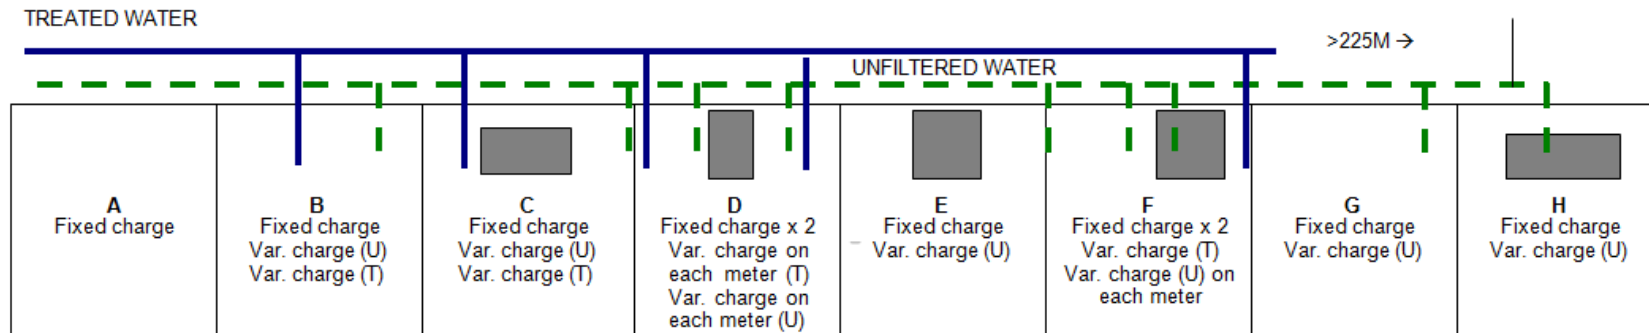 TREATED WATER
>225M →
UNFILTERED WATER
A
Fixed charge
B
Fixed charge
Var. charge (U)
Var. charge (T)
C
Fixed charge
Var. charge (U)
Var. charge (T)
D
Fixed charge x 2
Var. charge on
each meter (T)
Var. charge on
each meter (U)
E
Fixed charge
Var. charge (U)
F
Fixed charge x 2
Var. charge (T)
Var. charge (U) on
each meter
G
Fixed charge
Var. charge (U)
H
Fixed charge
Var. charge (U)